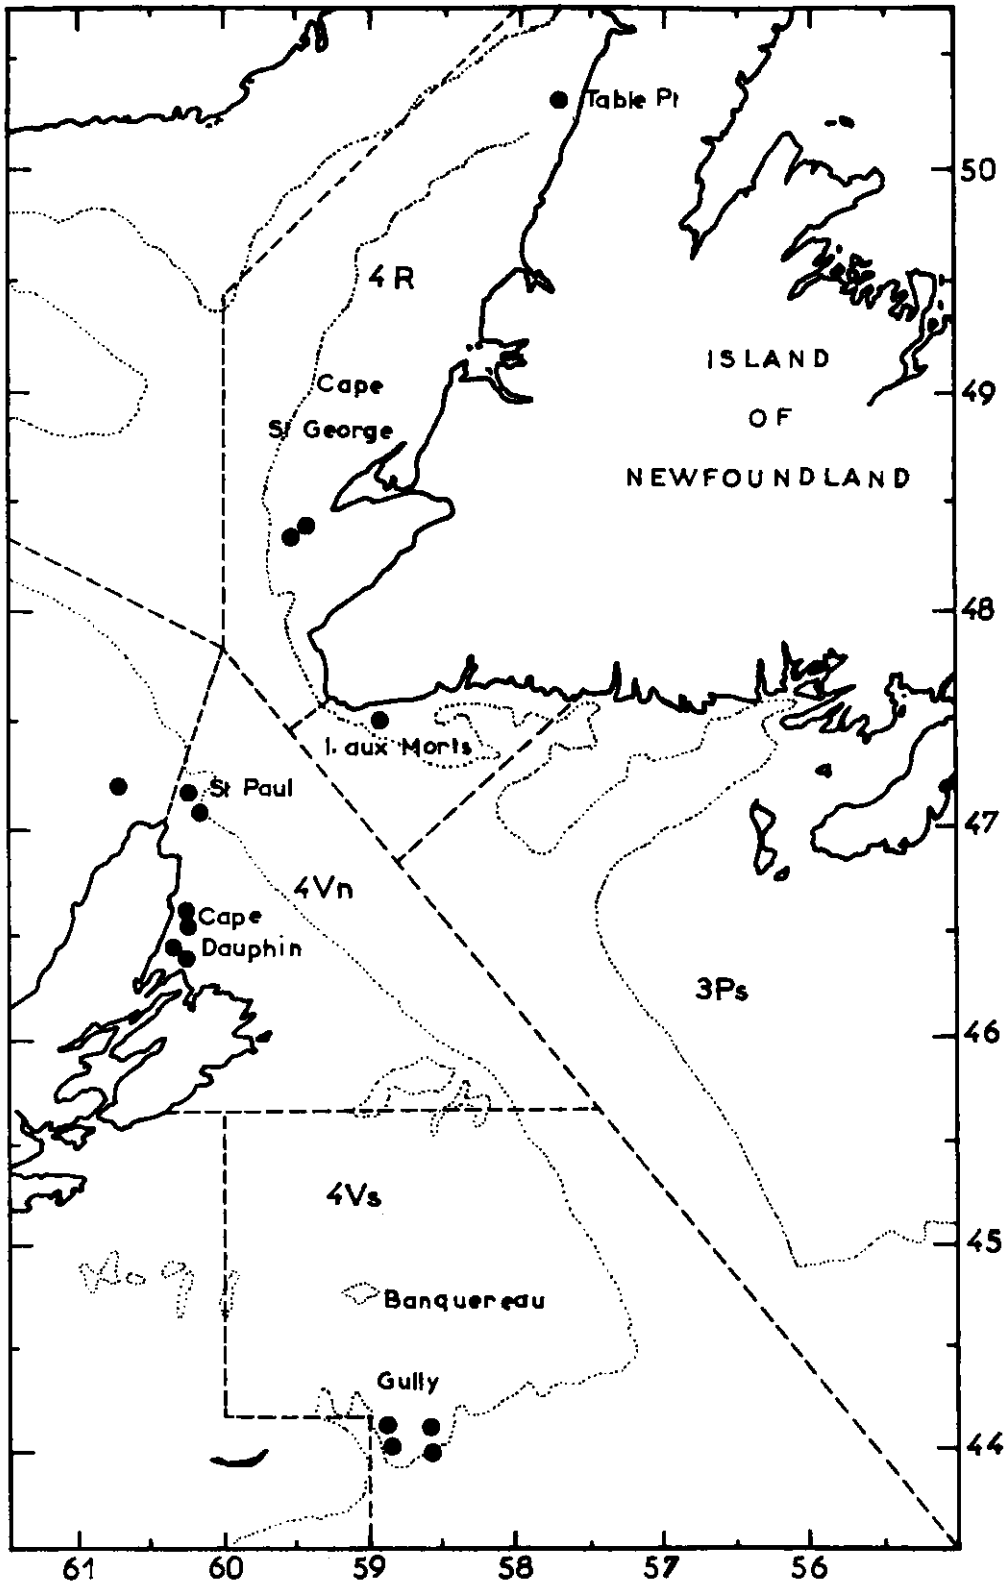 Table Pt
50
4R
ISLAND
Cape
49
OF
St George
NEWFOUNDLAND
48
I. aux Morts
St Paul
47
4Vn
Cape
Dauphin
3Ps
46
4Vs
45
Banquereau
Gully
44
61 60 59 58 57 56